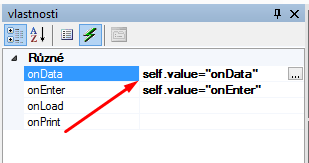 vlastnosti
Různé
onData self.value="onData" ...
onEnter self.value="onEnter"
onLoad
onPrint